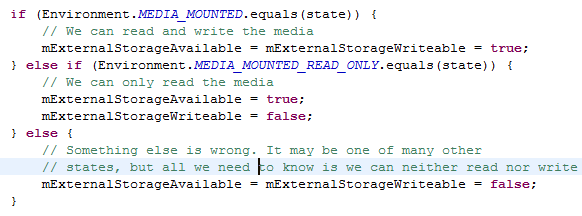 if (Environment.MEDIA_MOUNTED.equals(state)) {
    // We can read and write the media
    mExternalStorageAvailable = mExternalStorageWriteable = true;
} else if (Environment.MEDIA_MOUNTED_READ_ONLY.equals(state)) {
    // We can only read the media
    mExternalStorageAvailable = true;
    mExternalStorageWriteable = false;
} else {
    // Something else is wrong. It may be one of many other
    // states, but all we need to know is we can neither read nor write
    mExternalStorageAvailable = mExternalStorageWriteable = false;
}